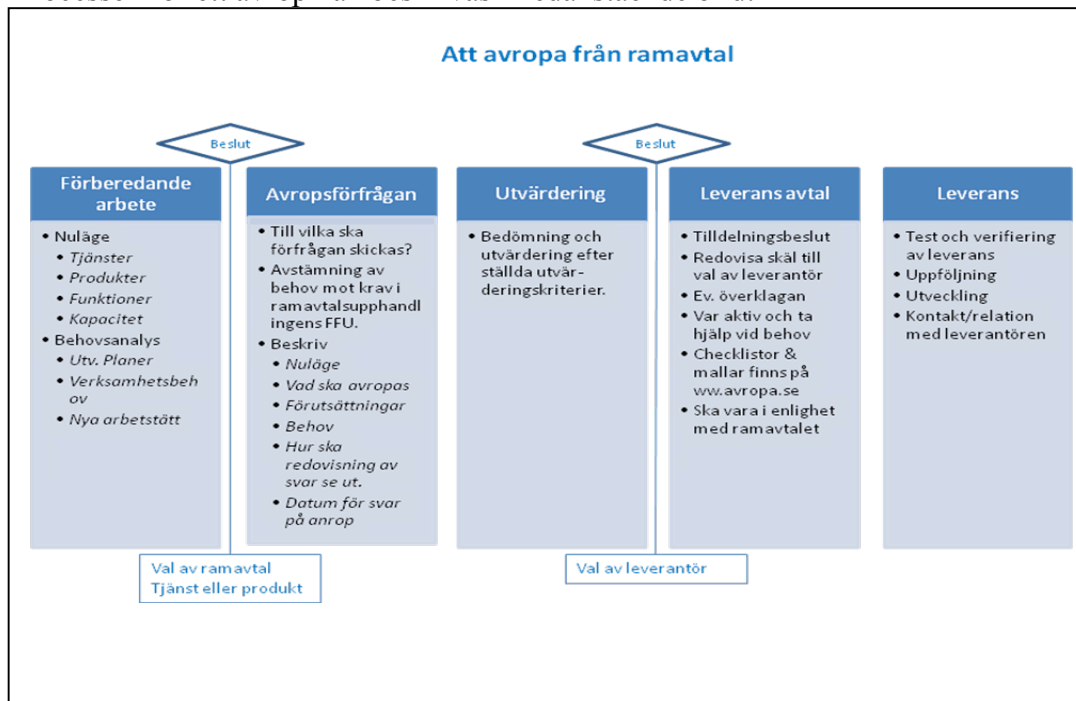 Att avropa från ramavtal
Beslut
Beslut
Förberedande
arbete
• Nuläge
• Tjänster
• Produkter
• Funktioner
• Kapacitet
• Behovsanalys
• Utv. Planer
• Verksamhetsbeh
ov
• Nya arbetstätt
Avropsförfrågan
• Till vilka ska
förfrågan skickas?
• Avstämning av
behov mot krav i
ramavtalsupphandl
ingens FFU.
• Beskriv
• Nuläge
• Vad ska avropas
• Förutsättningar
• Behov
• Hur ska
redovisning av
svar se ut.
• Datum för svar
på anrop
Utvärdering
• Bedömning och
utvärdering efter
ställda utvär-
deringskriterier.
Leverans avtal
• Tilldelningsbeslut
• Redovisa skäl till
val av leverantör
• Ev. överklagan
• Var aktiv och ta
hjälp vid behov
• Checklistor &
mallar finns på
ww.avropa.se
• Ska vara i enlighet
med ramavtalet
Leverans
• Test och verifiering
av leverans
• Uppföljning
• Utveckling
• Kontakt/relation
med leverantören
Val av ramavtal
Tjänst eller produkt
Val av leverantör